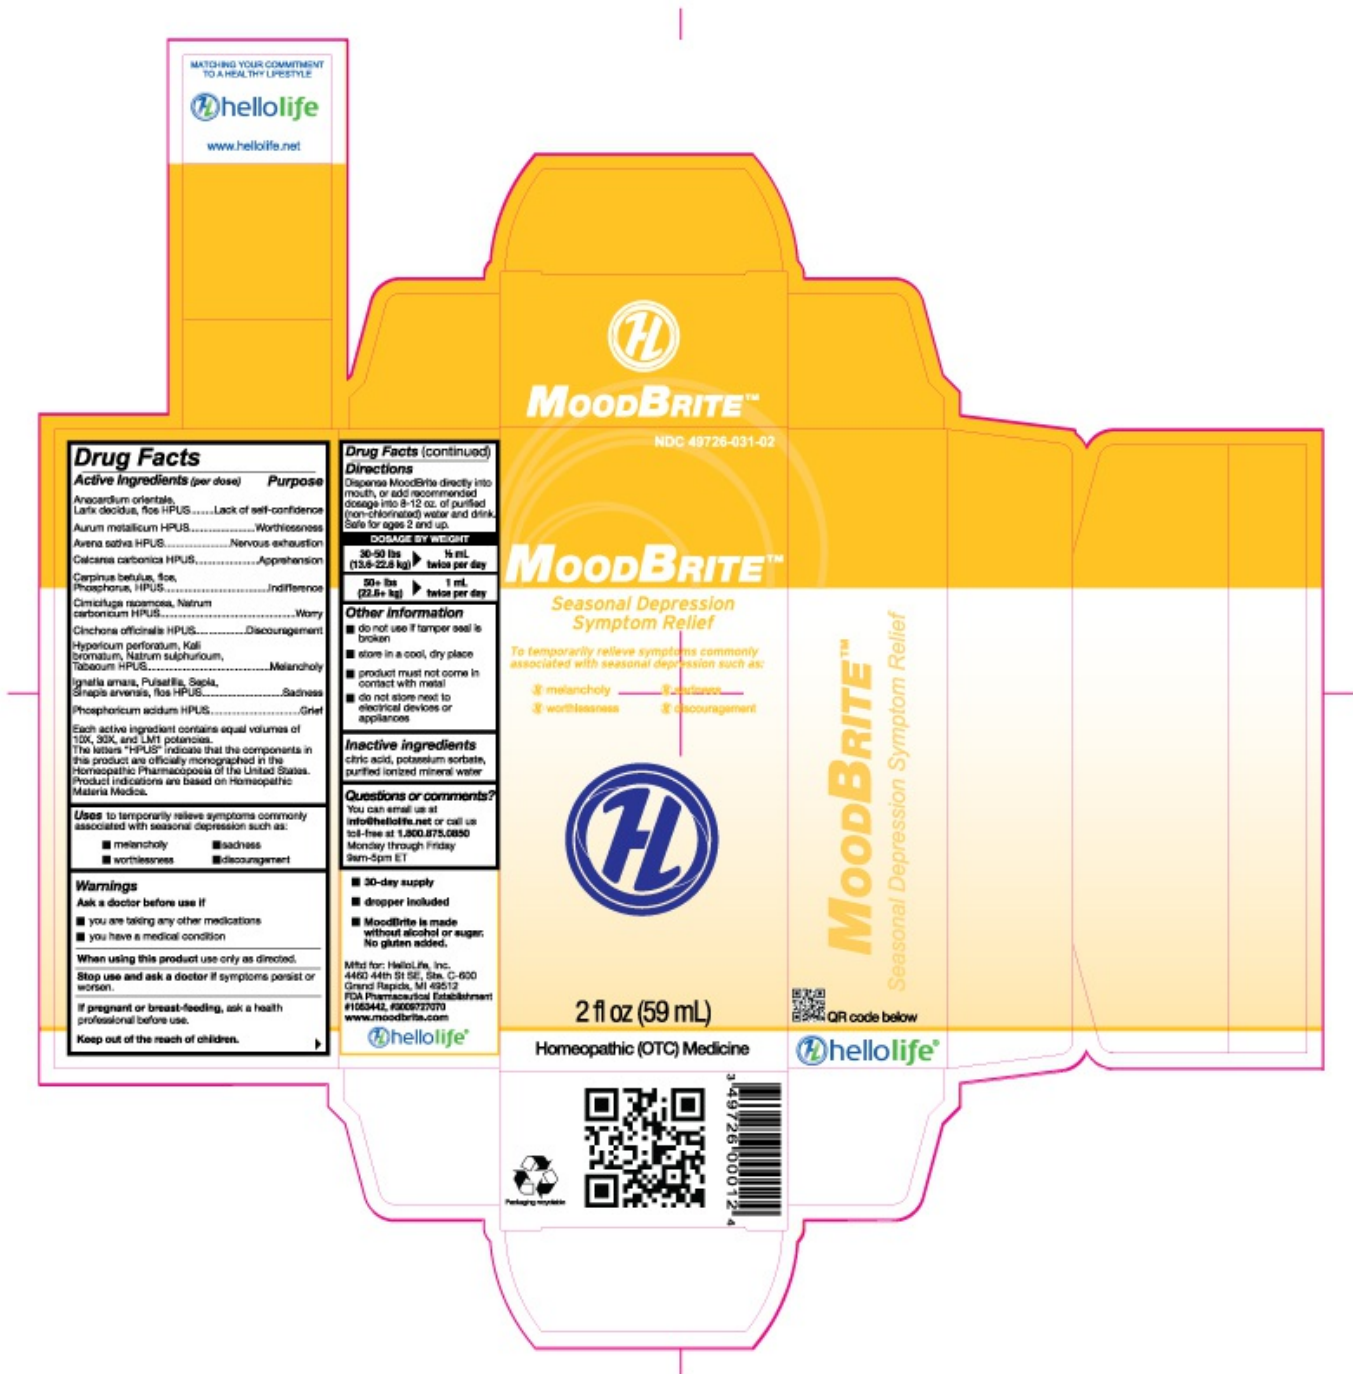 MATCHING YOUR COMMITMENT
TO A HEALTHY LIFESTYLE
hellolife
www.hellolife.net
MOODBRITE™
NDC 49726-031-02
Drug Facts
Active Ingredients (per dose) Purpose
Anacardium orientale,
Larix decidua, flos HPUS.........Lack of self-confidence
Aurum metallicum HPUS...................Worthlessness
Avena sativa HPUS....................Nervous exhaustion
Calcarea carbonica HPUS...................Apprehension
Carpinus betulus, flos,
Phosphorus, HPUS...............................Indifference
Cimicifuga racemosa, Natrum
carbonicum HPUS........................................Worry
Cinchona officinalis HPUS...............Discouragement
Hypericum perforatum, Kali
bromatum, Natrum sulphuricum,
Tabacum HPUS....................................Melancholy
Ignatia amara, Pulsatilla, Sepia,
Sinapis arvensis, flos HPUS.........................Sadness
Phosphoricum acidum HPUS...........................Grief
Each active ingredient contains equal volumes of
10X, 30X, and LM1 potencies.
The letters "HPUS" indicate that the components in
this product are officially monographed in the
Homeopathic Pharmacopoeia of the United States.
Product indications are based on Homeopathic
Materia Medica.
Uses to temporarily relieve symptoms commonly
associated with seasonal depression such as:
■ melancholy ■ sadness
■ worthlessness ■ discouragement
Warnings
Ask a doctor before use if
■ you are taking any other medications
■ you have a medical condition
When using this product use only as directed.
Stop use and ask a doctor if symptoms persist or
worsen.
If pregnant or breast-feeding, ask a health
professional before use.
Keep out of the reach of children.
Drug Facts (continued)
Directions
Dispense MoodBrite directly into
mouth, or add recommended
dosage into 8-12 oz. of purified
(non-chlorinated) water and drink.
Safe for ages 2 and up.
DOSAGE BY WEIGHT
30-50 lbs ½ mL
(13.6-22.6 kg) twice per day
50+ lbs 1 mL
(22.6+ kg) twice per day
Other information
■ do not use if tamper seal is
broken
■ store in a cool, dry place
■ product must not come in
contact with metal
■ do not store next to
electrical devices or
appliances
Inactive ingredients
citric acid, potassium sorbate,
purified ionized mineral water
Questions or comments?
You can email us at
info@hellolife.net or call us
toll-free at 1.800.875.0850
Monday through Friday
9am-5pm ET
■ 30-day supply
■ dropper included
■ MoodBrite is made
without alcohol or sugar.
No gluten added.
Mftd for: HelloLife, Inc.
4460 44th St SE, Ste. C-600
Grand Rapids, MI 49512
FDA Pharmaceutical Establishment
#1053442, #3009727070
www.moodbrite.com
hellolife®
MOODBRITE™
Seasonal Depression
Symptom Relief
To temporarily relieve symptoms commonly
associated with seasonal depression such as:
melancholy sadness
worthlessness discouragement
2 fl oz (59 mL)
Homeopathic (OTC) Medicine
MOODBRITE™
Seasonal Depression Symptom Relief
QR code below
hellolife®
Packaging recyclable
3 49726 00012 4